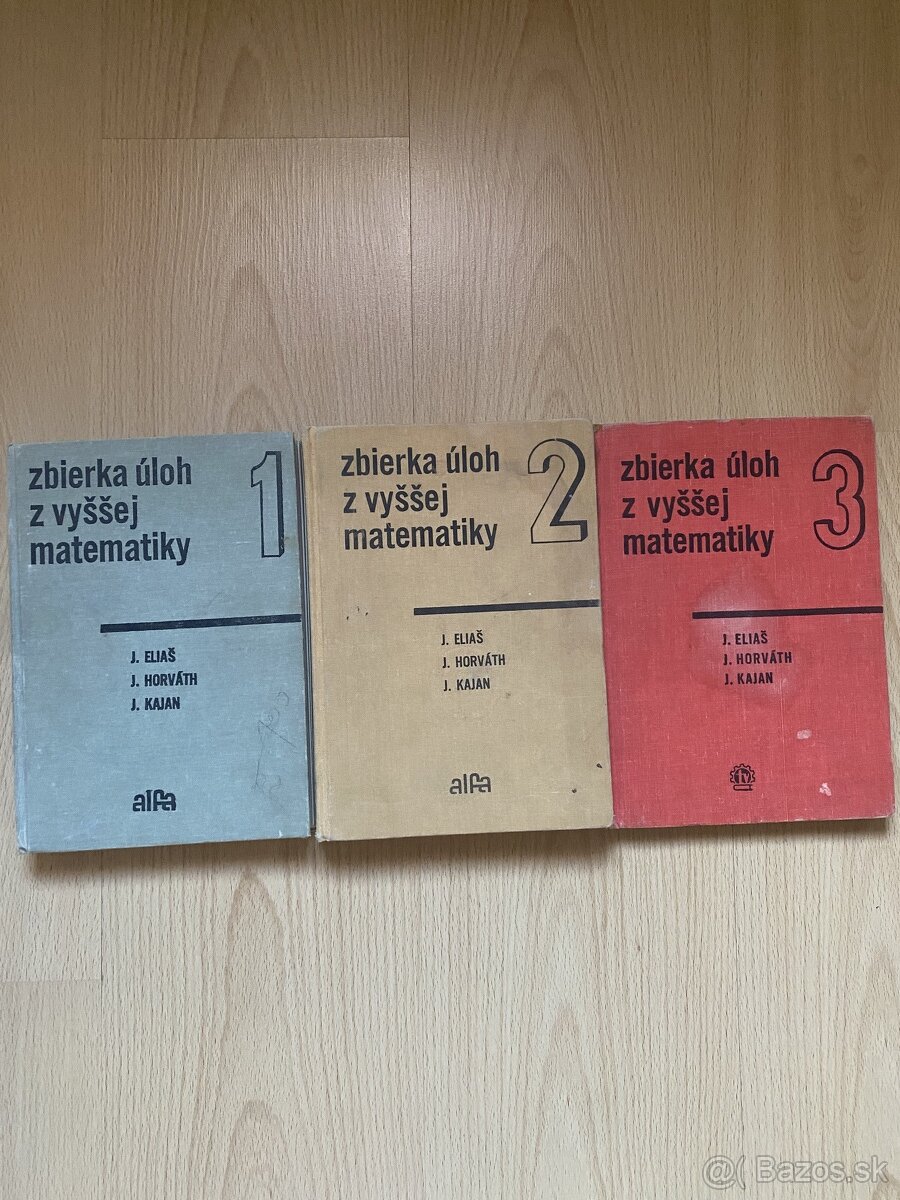 zbierka úloh
z vyššej
matematiky
1
J. ELIAŠ
J. HORVÁTH
J. KAJAN
alfa
zbierka úloh
z vyššej
matematiky
2
J. ELIAŠ
J. HORVÁTH
J. KAJAN
alfa
zbierka úloh
z vyššej
matematiky
3
J. ELIAŠ
J. HORVÁTH
J. KAJAN
@( Bazos.sk